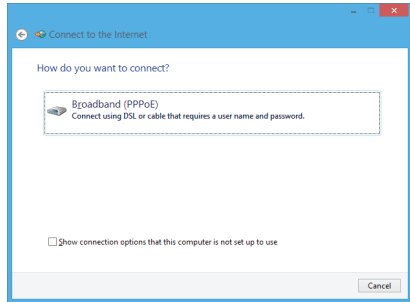 Connect to the Internet
How do you want to connect?
Broadband (PPPoE)
Connect using DSL or cable that requires a user name and password.
Show connection options that this computer is not set up to use
Cancel